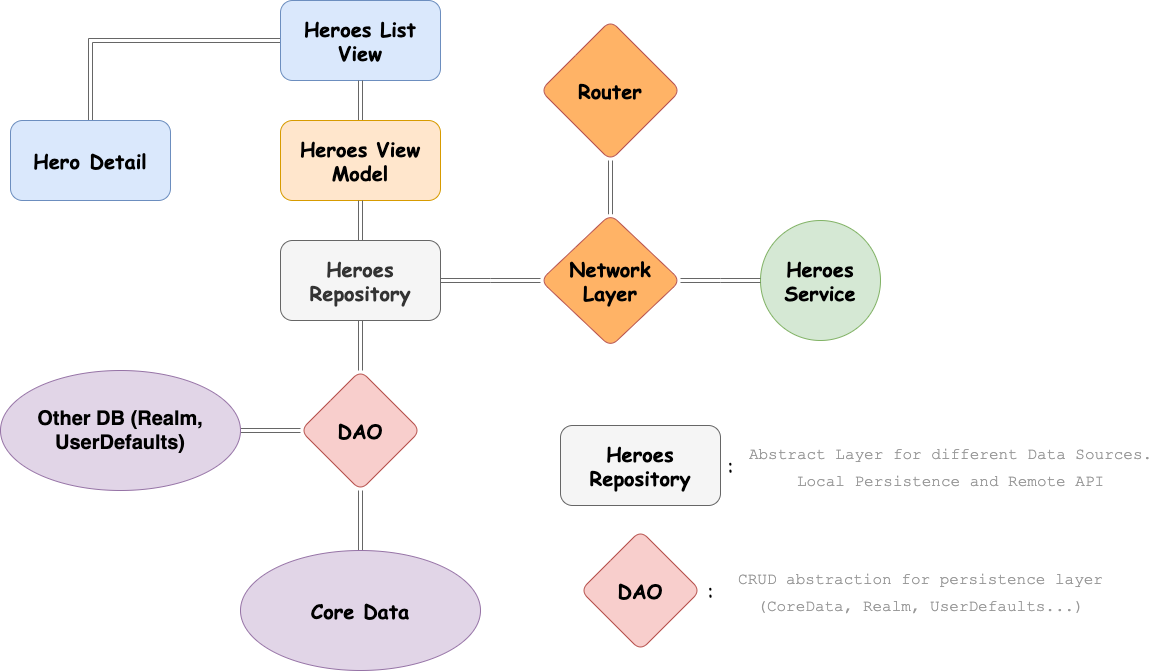 Heroes List
View
Router
Hero Detail
Heroes View
Model
Heroes
Repository
Network
Layer
Heroes
Service
Other DB (Realm,
UserDefaults)
DAO
Core Data
Heroes
Repository
:
Abstract Layer for different Data Sources.
Local Persistence and Remote API
DAO
:
CRUD abstraction for persistence layer
(CoreData, Realm, UserDefaults...)